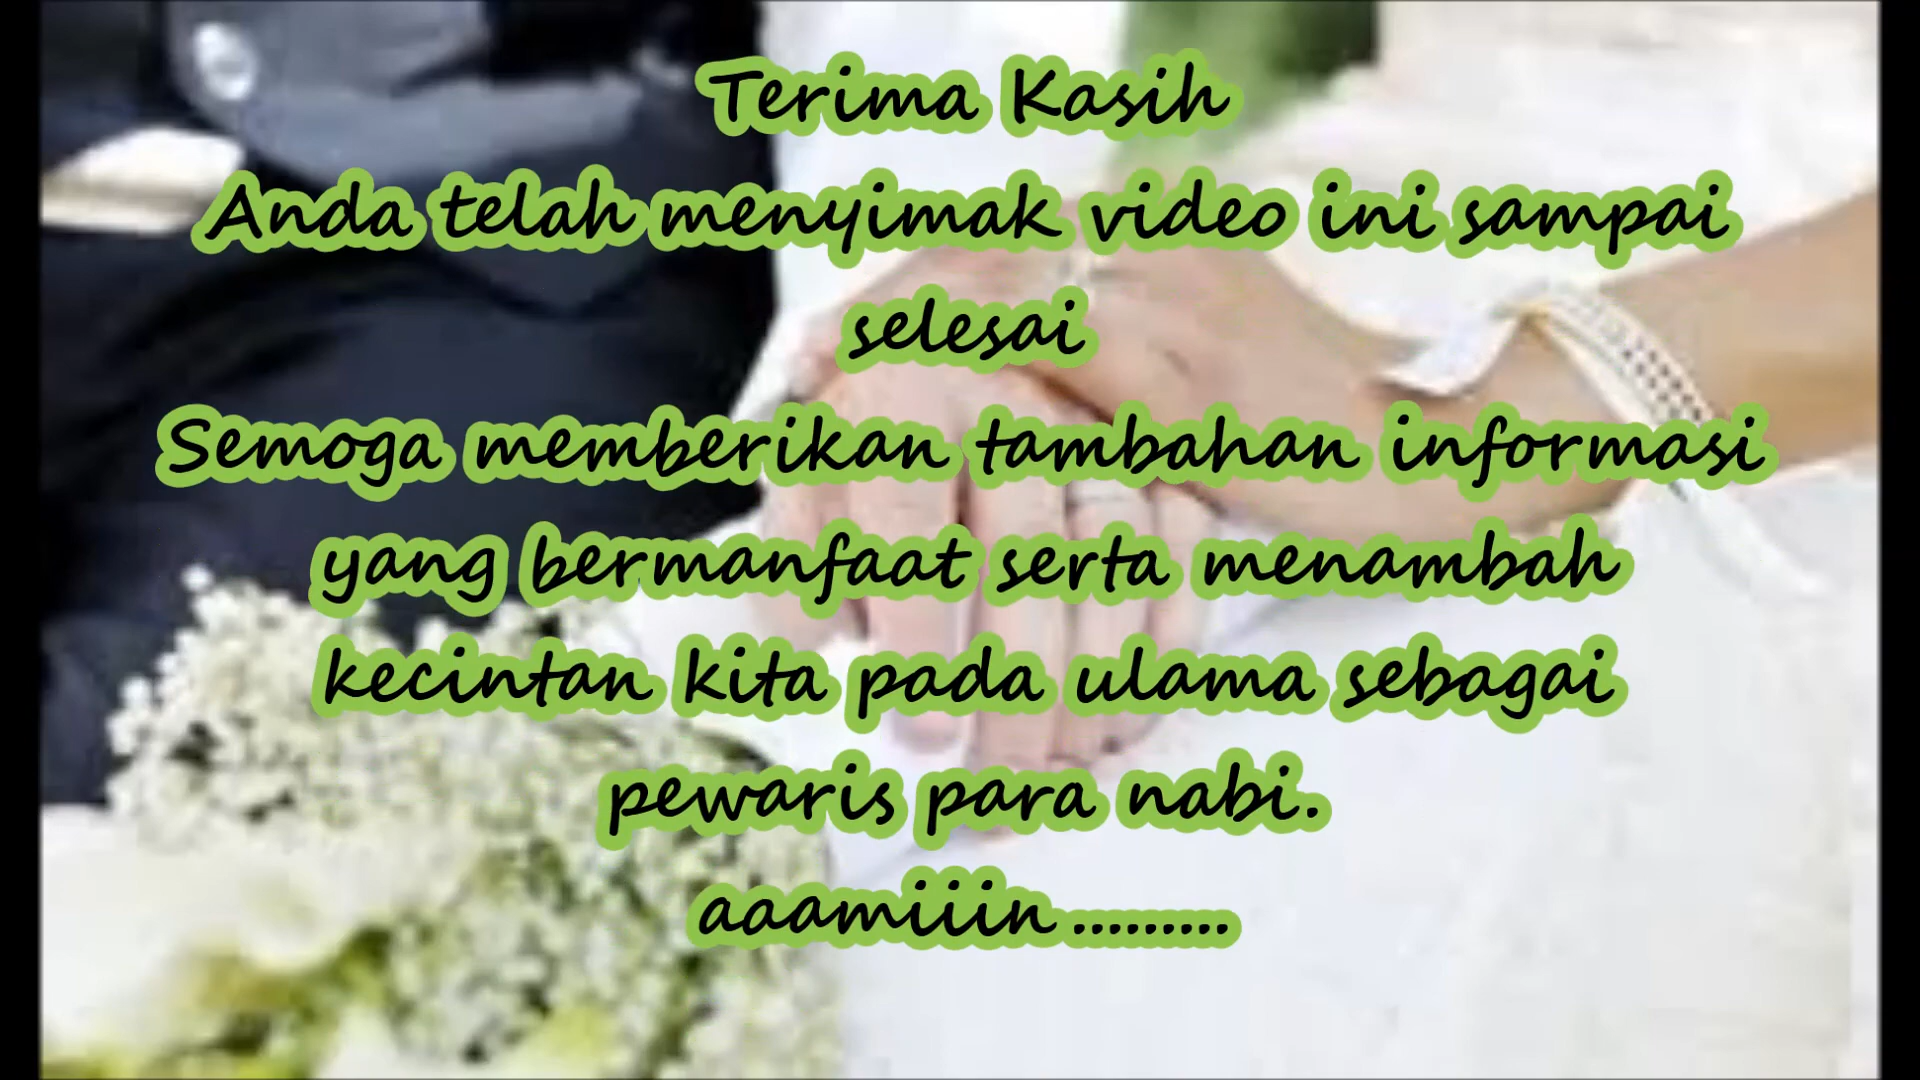 Terima Kasih
Anda telah menyimak video ini sampai
selesai
Semoga memberikan tambahan informasi
yang bermanfaat serta menambah
kecintan kita pada ulama sebagai
pewaris para nabi.
aaamiiin.........